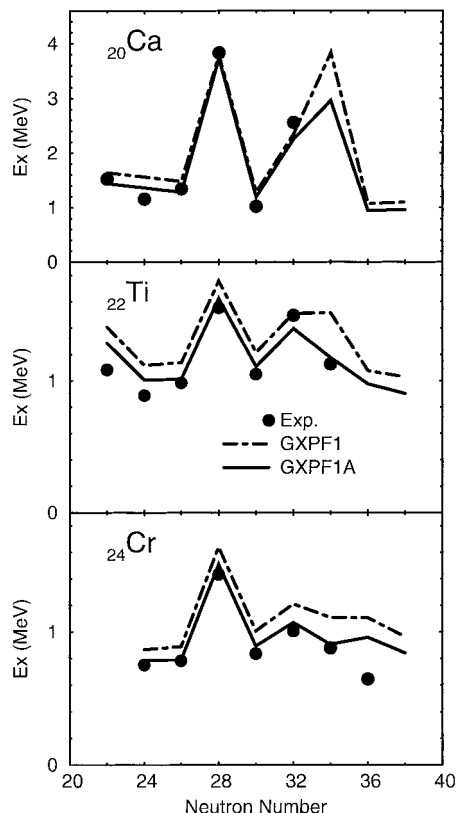 ₂₀Ca
Ex (MeV)
4
3
2
1
0
₂₂Ti
Ex (MeV)
1
0
Exp.
GXPF1
GXPF1A
₂₄Cr
Ex (MeV)
1
0
20 24 28 32 36 40
Neutron Number